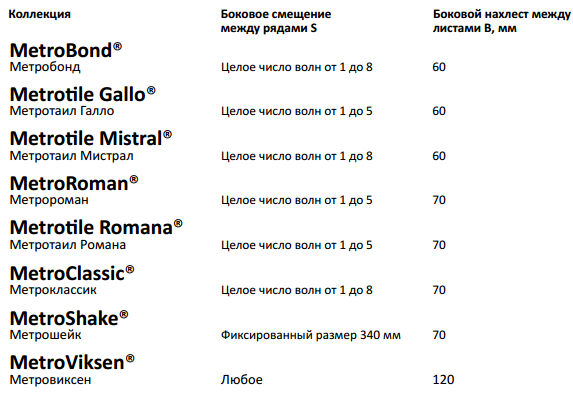 Коллекция Боковое смещение Боковой нахлест между
между рядами S листами B, мм
MetroBond®
Метробонд Целое число волн от 1 до 8 60
Metrotile Gallo®
Метротаил Галло Целое число волн от 1 до 5 60
Metrotile Mistral®
Метротаил Мистрал Целое число волн от 1 до 8 60
MetroRoman®
Метророман Целое число волн от 1 до 5 70
Metrotile Romana®
Метротаил Романа Целое число волн от 1 до 5 70
MetroClassic®
Метроклассик Целое число волн от 1 до 8 70
MetroShake®
Метрошейк Фиксированный размер 340 мм 70
MetroViksen®
Метровиксен Любое 120